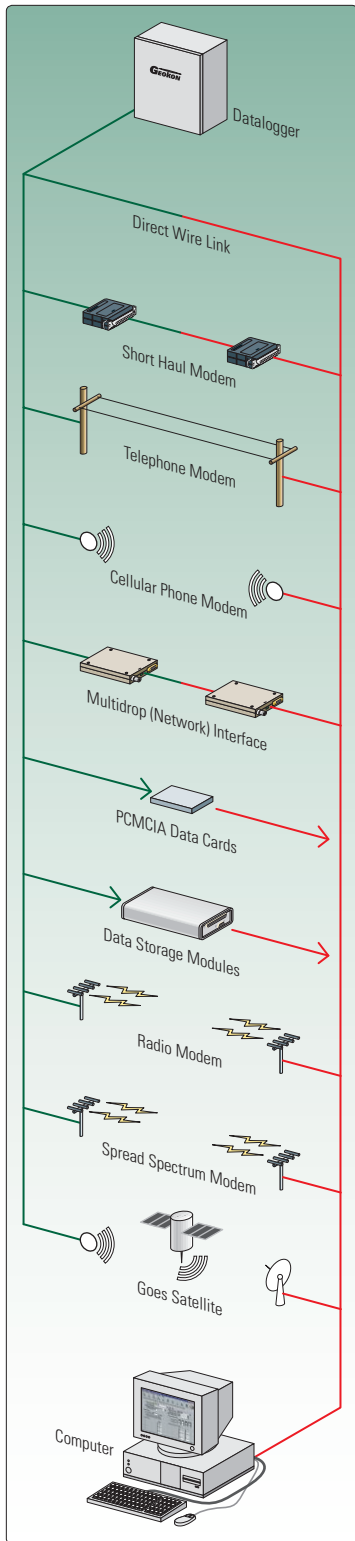 GEOKON
Datalogger
Direct Wire Link
Short Haul Modem
Telephone Modem
Cellular Phone Modem
Multidrop (Network) Interface
PCMCIA Data Cards
Data Storage Modules
Radio Modem
Spread Spectrum Modem
Goes Satellite
Computer